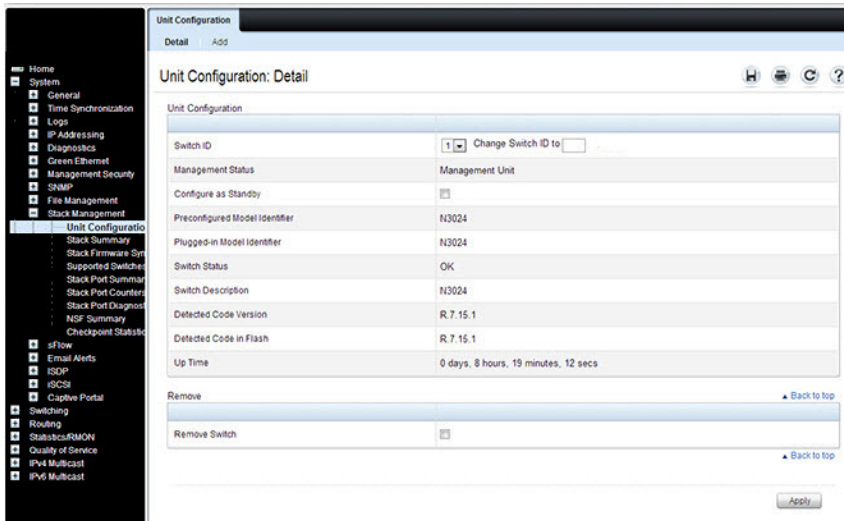 Unit Configuration
Detail Add
Home
System
General
Time Synchronization
Logs
IP Addressing
Diagnostics
Green Ethernet
Management Security
SNMP
File Management
Stack Management
Unit Configuratio
Stack Summary
Stack Firmware Syn
Supported Switches
Stack Port Summar
Stack Port Counters
Stack Port Diagnost
NSF Summary
Checkpoint Statistic
sFlow
Email Alerts
ISDP
iSCSI
Captive Portal
Switching
Routing
Statistics/RMON
Quality of Service
IPv4 Multicast
IPv6 Multicast
Unit Configuration: Detail
?
Unit Configuration
Switch ID 1 Change Switch ID to
Management Status Management Unit
Configure as Standby
Preconfigured Model Identifier N3024
Plugged-in Model Identifier N3024
Switch Status OK
Switch Description N3024
Detected Code Version R.7.15.1
Detected Code in Flash R.7.15.1
Up Time 0 days, 8 hours, 19 minutes, 12 secs
Remove Back to top
Remove Switch
Back to top
Apply